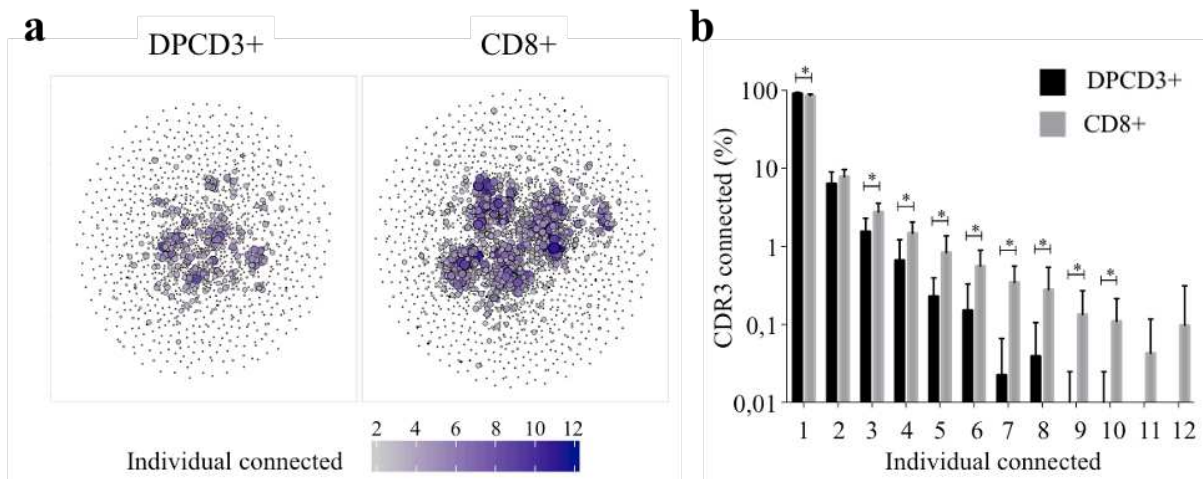 a
DPCD3+
CD8+
2 4 6 8 10 12
Individual connected
b
DPCD3+
CD8+
CDR3 connected (%)
100
10
1
0,1
0,01
* * * * * * * * *
1 2 3 4 5 6 7 8 9 10 11 12
Individual connected